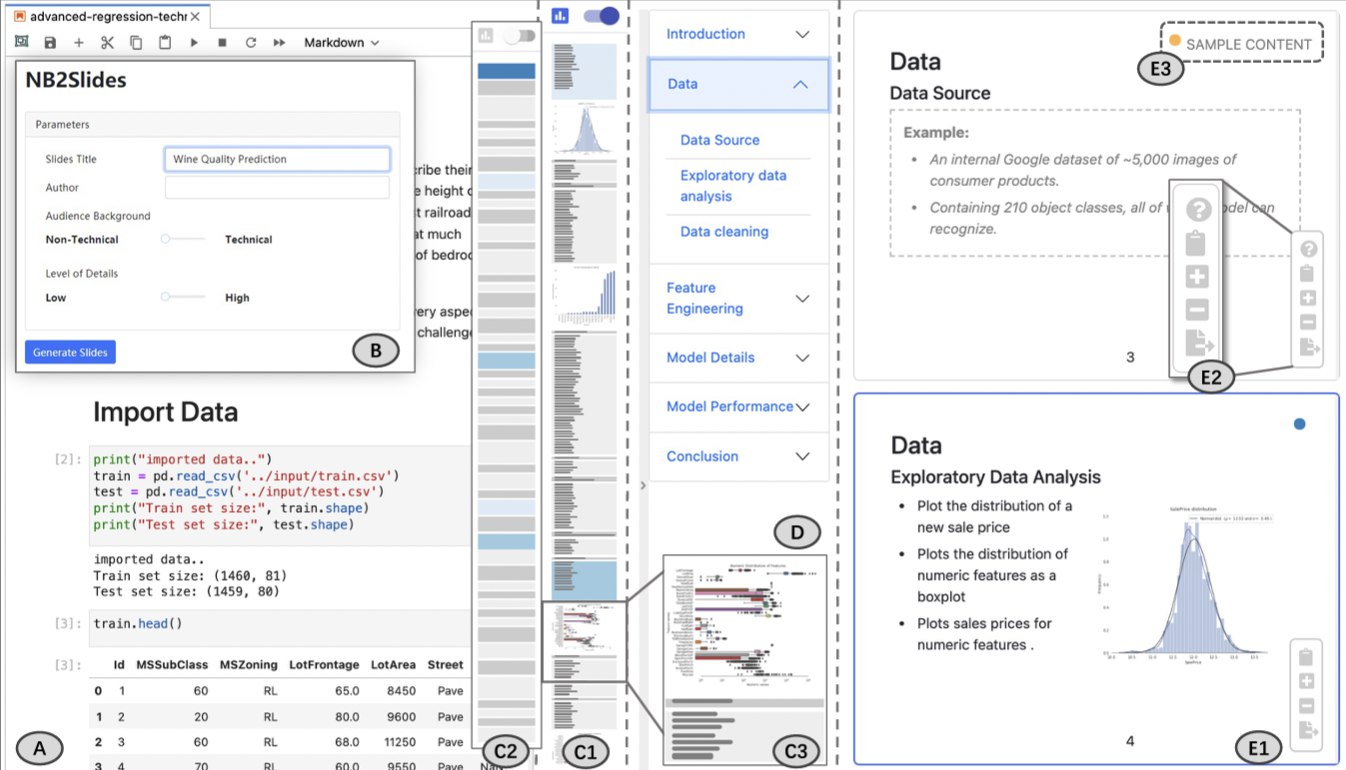 advanced-regression-techn
Markdown
NB2Slides
Parameters
Slides Title
Wine Quality Prediction
Author
Audience Background
Non-Technical
Technical
Level of Details
Low
High
Generate Slides
B
cribe their
e height
t railroad
at much
of bedroo
very aspe
challenge
Import Data
[2]:
print("imported data..")
train = pd.read_csv('../input/train.csv')
test = pd.read_csv('../input/test.csv')
print("Train set size:", train.shape)
print("Test set size:", test.shape)
imported data..
Train set size: (1460, 81)
Test set size: (1459, 80)
[3]:
train.head()
[3]:
Id MSSubClass MSZoning LotFrontage LotArea Street
0 1 60 RL 65.0 8450 Pave
1 2 20 RL 80.0 9600 Pave
2 3 60 RL 68.0 11250 Pave
3 4 70 RL 60.0 9550 Pave
A
C2
C1
Introduction
Data
Data Source
Exploratory data
analysis
Data cleaning
Feature
Engineering
Model Details
Model Performance
Conclusion
D
C3
SAMPLE CONTENT
E3
Data
Data Source
Example:
• An internal Google dataset of ~5,000 images of
consumer products.
• Containing 210 object classes, all of can
recognize.
3
E2
Data
Exploratory Data Analysis
• Plot the distribution of a
new sale price
• Plots the distribution of
numeric features as a
boxplot
• Plots sales prices for
numeric features .
SalePrice distribution
Frequency
SalePrice
4
E1